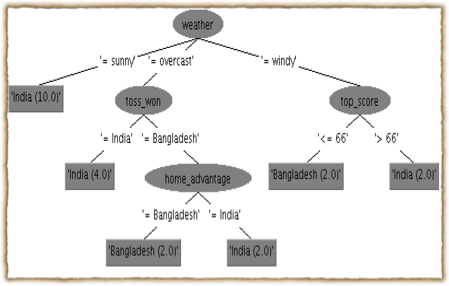 weather
'= sunny' '= overcast' '= windy'
'India (10.0)' toss_won top_score
'= India' '= Bangladesh' '<= 66' '> 66'
'India (4.0)' home_advantage 'Bangladesh (2.0)' 'India (2.0)'
'= Bangladesh' '= India'
'Bangladesh (2.0)' 'India (2.0)'